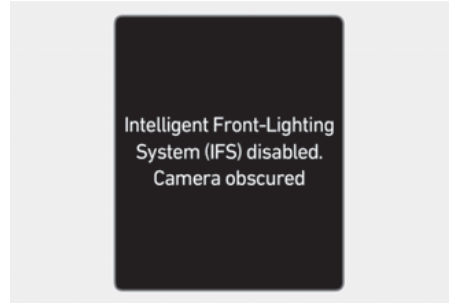 Intelligent Front-Lighting
System (IFS) disabled.
Camera obscured